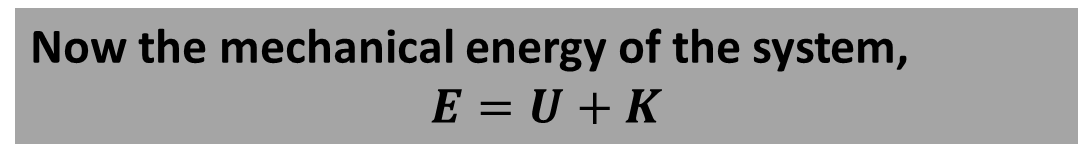 Now the mechanical energy of the system,
E = U + K